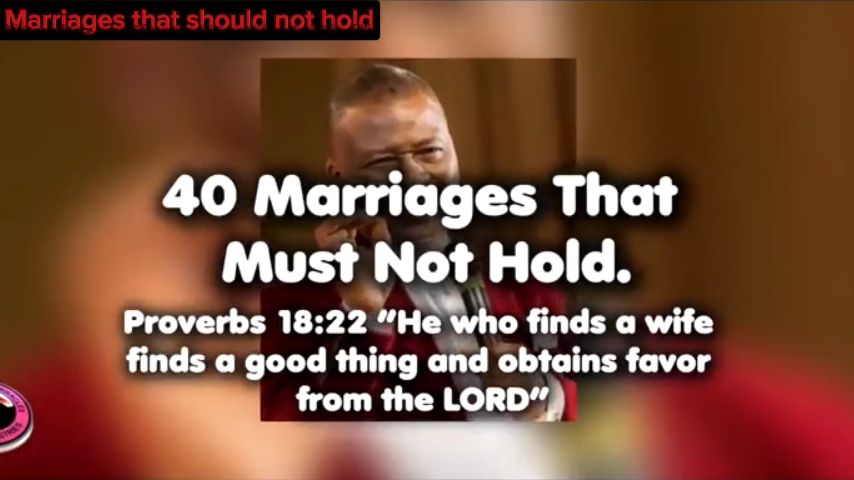 Marriages that should not hold
40 Marriages That
Must Not Hold.
Proverbs 18:22 “He who finds a wife
finds a good thing and obtains favor
from the LORD”